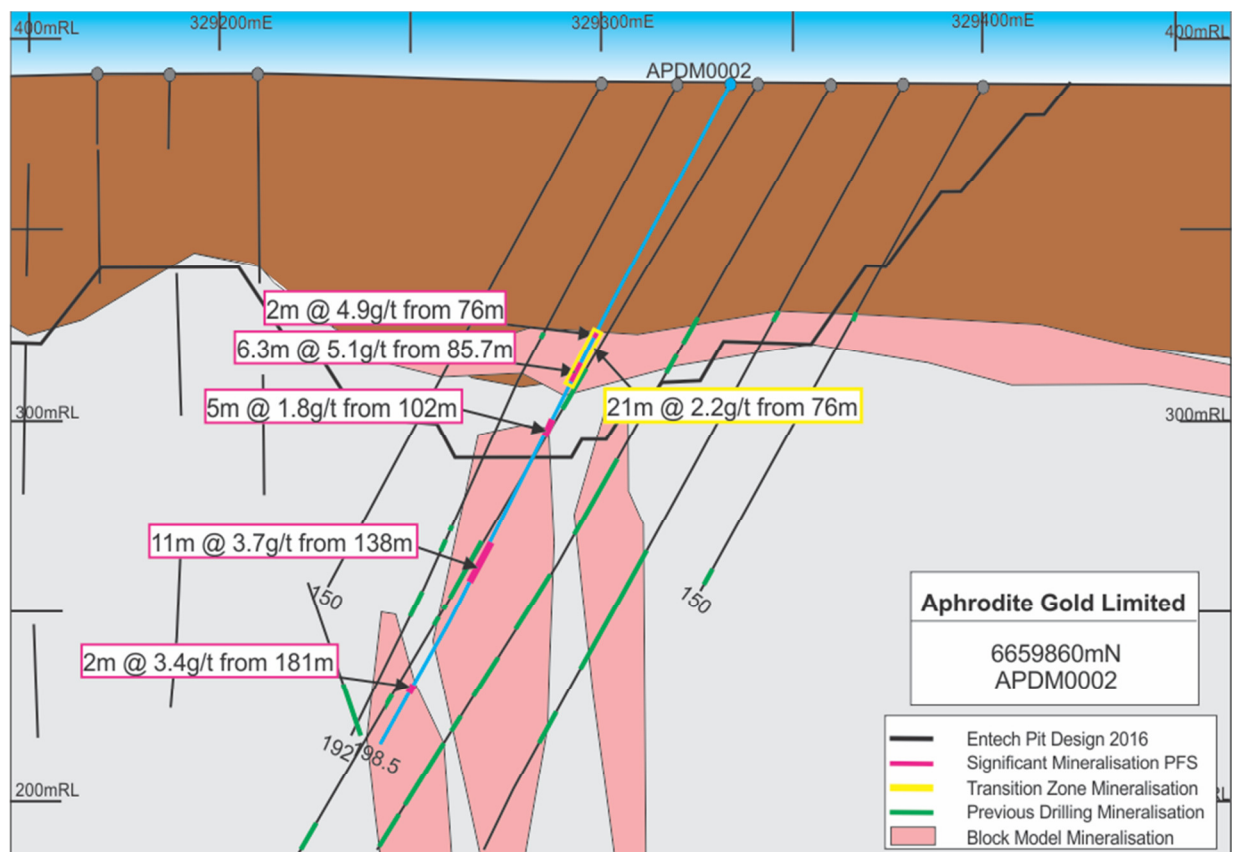 329200mE
329300mE
329400mE
400mRL
400mRL
APDM0002
2m @ 4.9g/t from 76m
6.3m @ 5.1g/t from 85.7m
5m @ 1.8g/t from 102m
21m @ 2.2g/t from 76m
300mRL
300mRL
11m @ 3.7g/t from 138m
150
150
2m @ 3.4g/t from 181m
192
198.5
200mRL
RL
Aphrodite Gold Limited
6659860mN
APDM0002
Entech Pit Design 2016
Significant Mineralisation PFS
Transition Zone Mineralisation
Previous Drilling Mineralisation
Block Model Mineralisation